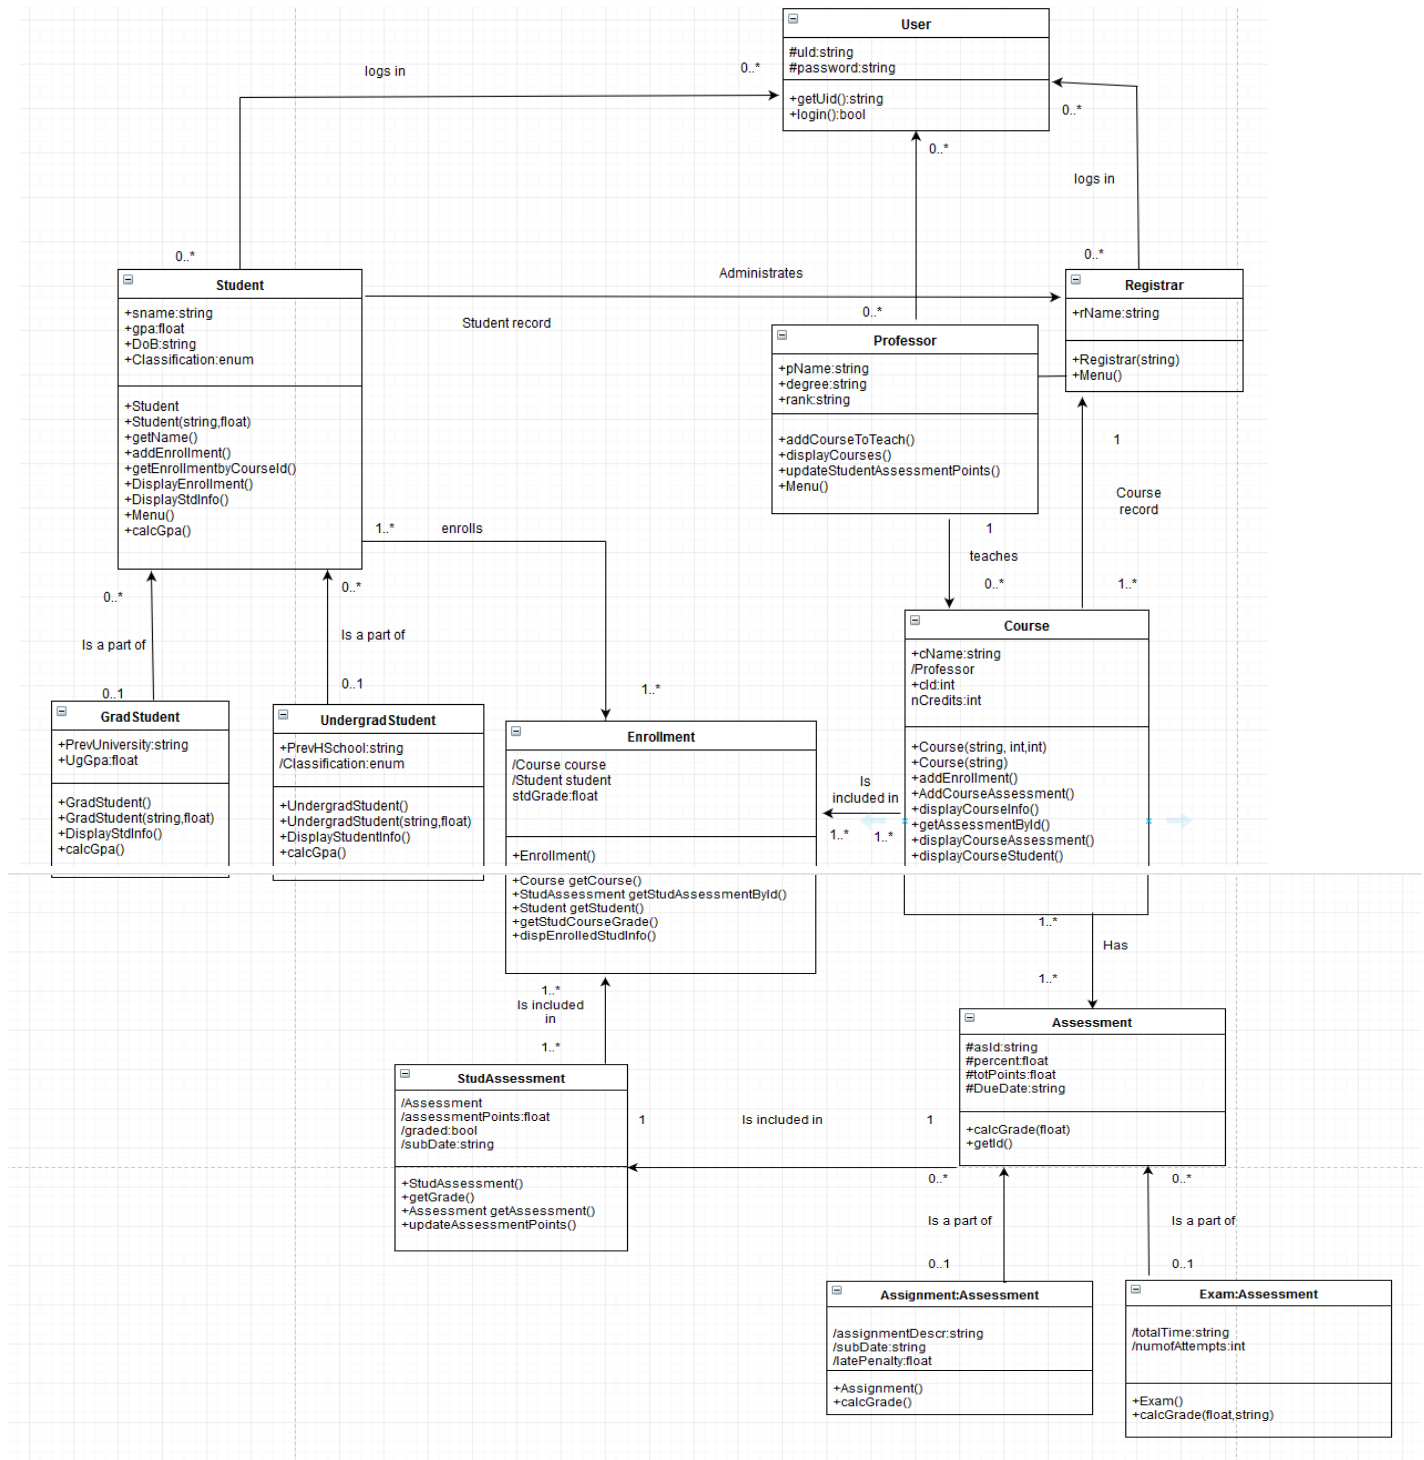 User
#uId:string
#password:string
+getUid():string
+login():bool
logs in
0..*
0..*
0..*
logs in
0..*
0..*
Administrates
Student record
0..*
Student
+sname:string
+gpa:float
+DoB:string
+Classification:enum
+Student
+Student(string,float)
+getName()
+addEnrollment()
+getEnrollmentbyCourseId()
+DisplayEnrollment()
+DisplayStdInfo()
+Menu()
+calcGpa()
Registrar
+rName:string
+Registrar(string)
+Menu()
Professor
+pName:string
+degree:string
+rank:string
+addCourseToTeach()
+displayCourses()
+updateStudentAssessmentPoints()
+Menu()
1
Course
record
1..*
1
teaches
0..*
1..*
enrolls
1..*
0..*
Is a part of
0..1
0..*
Is a part of
0..1
GradStudent
+PrevUniversity:string
+UgGpa:float
+GradStudent()
+GradStudent(string,float)
+DisplayStdInfo()
+calcGpa()
UndergradStudent
+PrevHSchool:string
/Classification:enum
+UndergradStudent()
+UndergradStudent(string,float)
+DisplayStudentInfo()
+calcGpa()
Enrollment
/Course course
/Student student
stdGrade:float
+Enrollment()
+Course getCourse()
+StudAssessment getStudAssessmentById()
+Student getStudent()
+getStudCourseGrade()
+dispEnrolledStudInfo()
Is
included in
1..*
1..*
Course
+cName:string
/Professor
+cId:int
nCredits:int
+Course(string, int,int)
+Course(string)
+addEnrollment()
+AddCourseAssessment()
+displayCourseInfo()
+getAssessmentById()
+displayCourseAssessment()
+displayCourseStudent()
1..*
Has
1..*
1..*
Is included
in
1..*
StudAssessment
/Assessment
/assessmentPoints:float
/graded:bool
/subDate:string
+StudAssessment()
+getGrade()
+Assessment getAssessment()
+updateAssessmentPoints()
1
Is included in
1
Assessment
#asId:string
#percent:float
#totPoints:float
#DueDate:string
+calcGrade(float)
+getId()
0..*
Is a part of
0..1
0..*
Is a part of
0..1
Assignment:Assessment
/assignmentDescr:string
/subDate:string
/latePenalty:float
+Assignment()
+calcGrade()
Exam:Assessment
/totalTime:string
/numofAttempts:int
+Exam()
+calcGrade(float,string)